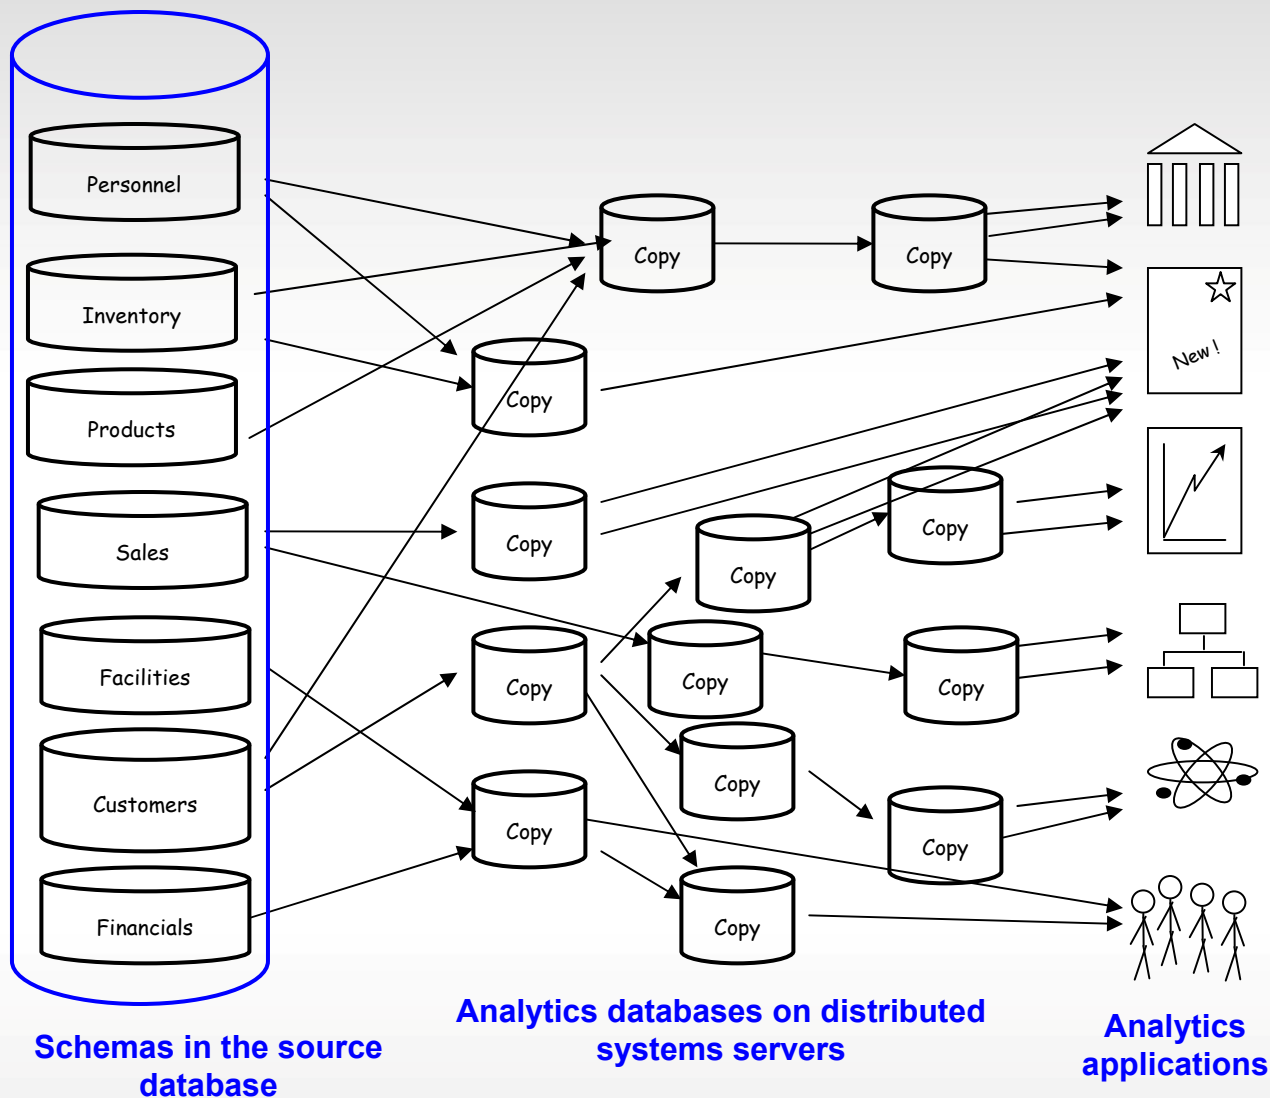 Personnel
Inventory
Products
Sales
Facilities
Customers
Financials
Copy
Copy
Copy
Copy
Copy
Copy
Copy
Copy
Copy
Copy
Copy
Copy
Copy
New !
Schemas in the source
database
Analytics databases on distributed
systems servers
Analytics
applications